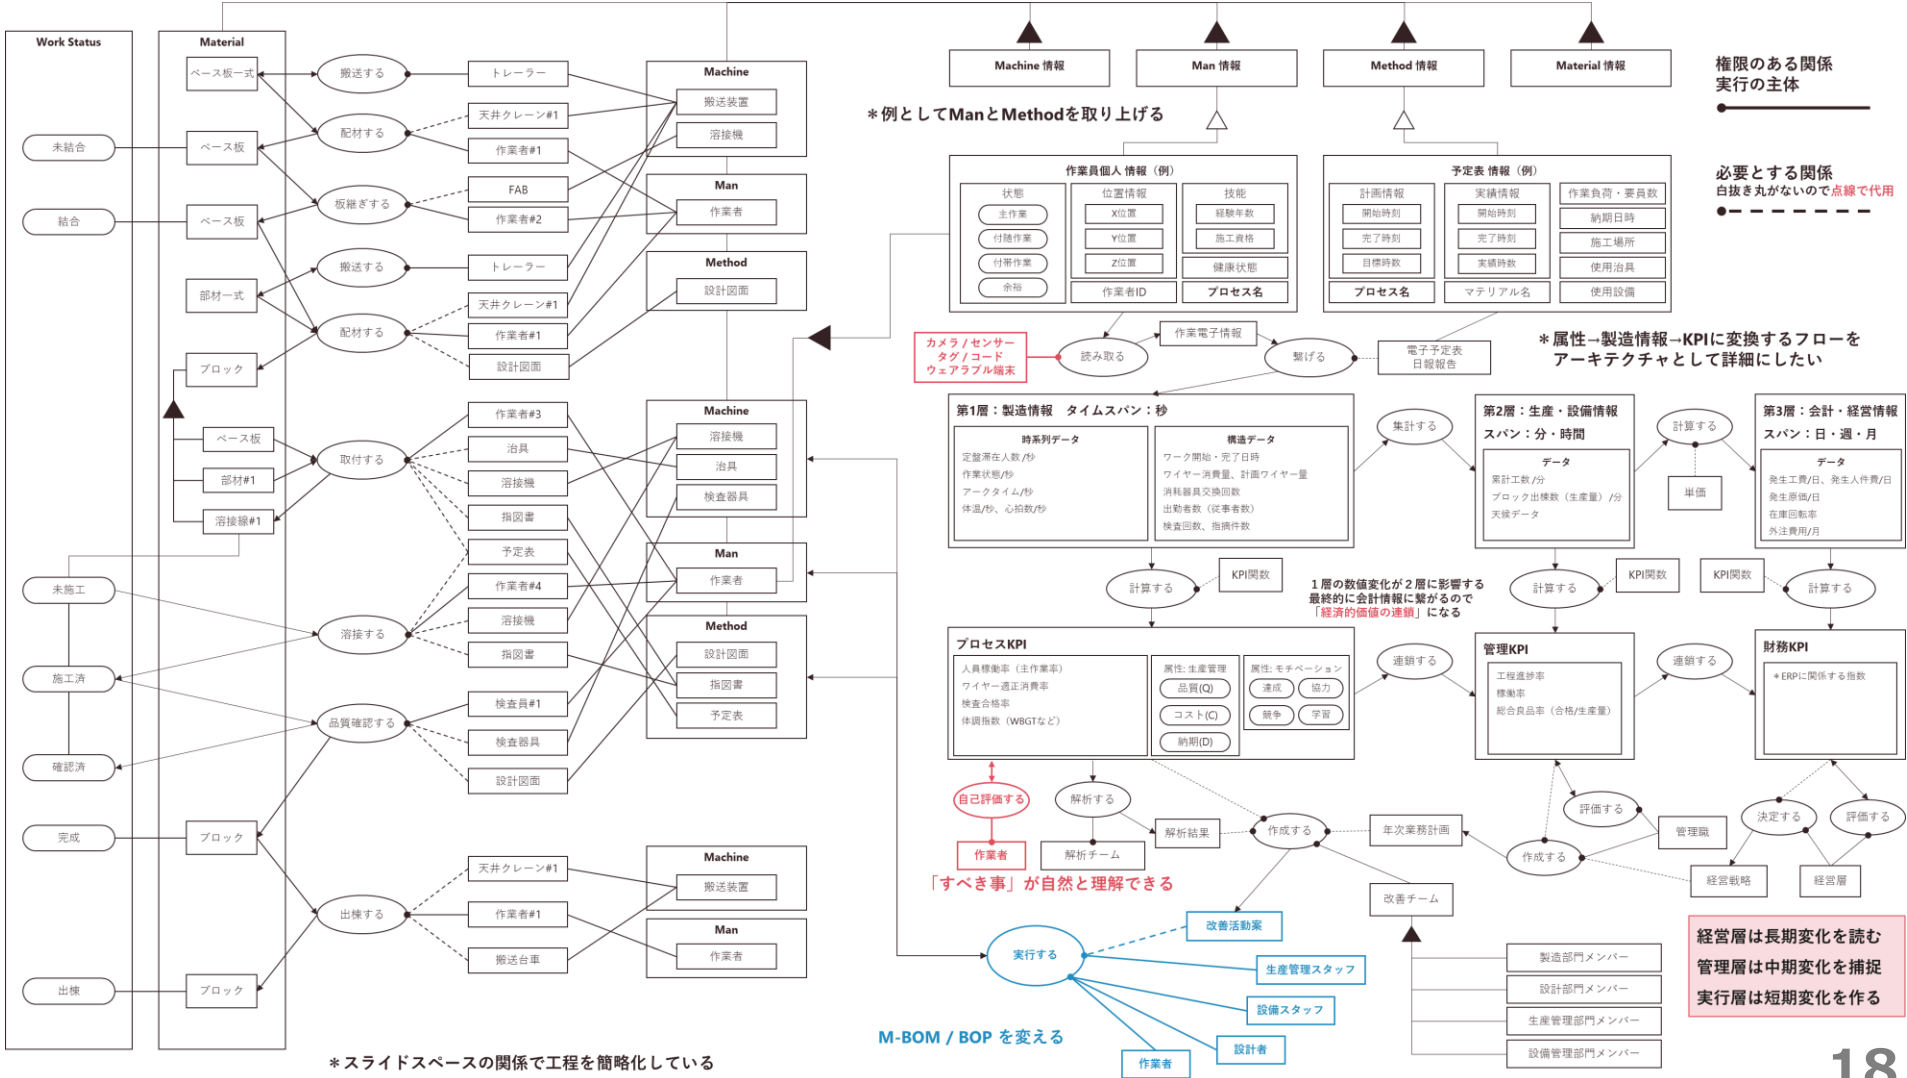 Work Status
未結合
結合
未施工
施工済
確認済
完成
出棟
Material
ベース板一式
ベース板
ベース板
部材一式
ブロック
ベース板
部材#1
溶接線#1
ブロック
ブロック
搬送する
配材する
板継ぎする
搬送する
配材する
取付する
溶接する
品質確認する
出棟する
トレーラー
天井クレーン#1
作業者#1
FAB
作業者#2
トレーラー
天井クレーン#1
作業者#1
設計図面
作業者#3
治具
溶接機
指図書
予定表
作業者#4
溶接機
指図書
検査員#1
検査器具
設計図面
天井クレーン#1
作業者#1
搬送台車
Machine
搬送装置
溶接機
Man
作業者
Method
設計図面
Machine
溶接機
治具
検査器具
Man
作業者
Method
設計図面
指図書
予定表
Machine
搬送装置
Man
作業者
＊スライドスペースの関係で工程を簡略化している
Machine 情報
Man 情報
Method 情報
Material 情報
＊例としてManとMethodを取り上げる
権限のある関係
実行の主体
必要とする関係
白抜き丸がないので点線で代用
作業員個人 情報（例）
状態
主作業
付随作業
付帯作業
余裕
位置情報
X位置
Y位置
Z位置
作業者ID
技能
経験年数
施工資格
健康状態
プロセス名
予定表 情報（例）
計画情報
開始時刻
完了時刻
目標時数
プロセス名
実績情報
開始時刻
完了時刻
実績時数
マテリアル名
作業負荷・要員数
納期日時
施工場所
使用治具
使用設備
カメラ / センサー
タグ / コード
ウェアラブル端末
読み取る
作業電子情報
繋げる
電子予定表
日報報告
＊属性→製造情報→KPIに変換するフローを
アーキテクチャとして詳細にしたい
第1層：製造情報　タイムスパン：秒
時系列データ
定盤滞在人数/秒
作業状態/秒
アークタイム/秒
体温/秒、心拍数/秒
構造データ
ワーク開始・完了日時
ワイヤー消費量、計画ワイヤー量
消耗器具交換回数
出勤者数（従事者数）
検査回数、指摘件数
集計する
第2層：生産・設備情報
スパン：分・時間
データ
累計工数/分
ブロック出棟数（生産量）/分
天候データ
計算する
単価
第3層：会計・経営情報
スパン：日・週・月
データ
発生工費/日、発生人件費/日
発生原価/日
在庫回転率
外注費用/月
計算する
KPI関数
1層の数値変化が2層に影響する
最終的に会計情報に繋がるので
「経済的価値の連鎖」になる
計算する
KPI関数
KPI関数
計算する
プロセスKPI
人員稼働率（主作業率）
ワイヤー適正消費率
検査合格率
体調指数（WBGTなど）
属性: 生産管理
品質(Q)
コスト(C)
納期(D)
属性: モチベーション
達成
協力
競争
学習
連鎖する
管理KPI
工程進捗率
稼働率
総合良品率（合格/生産量）
連鎖する
財務KPI
＊ERPに関係する指数
自己評価する
作業者
「すべき事」が自然と理解できる
解析する
解析チーム
解析結果
作成する
年次業務計画
作成する
評価する
管理職
決定する
評価する
経営戦略
経営層
改善チーム
製造部門メンバー
設計部門メンバー
生産管理部門メンバー
設備管理部門メンバー
実行する
改善活動案
生産管理スタッフ
設備スタッフ
設計者
作業者
M-BOM / BOP を変える
経営層は長期変化を読む
管理層は中期変化を捕捉
実行層は短期変化を作る
18